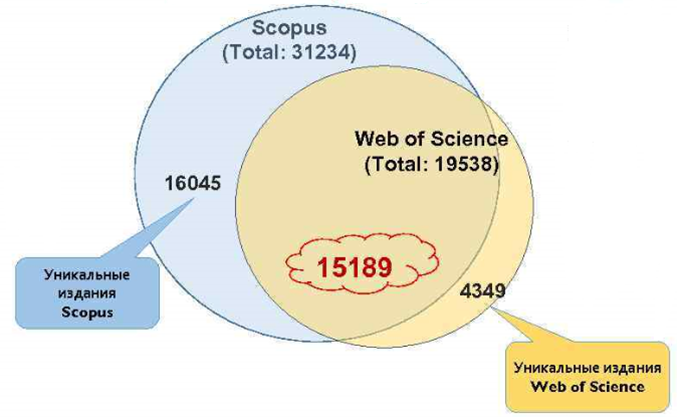 Scopus
(Total: 31234)
Web of Science
(Total: 19538)
16045
15189
4349
Уникальные
издания
Scopus
Уникальные издания
Web of Science